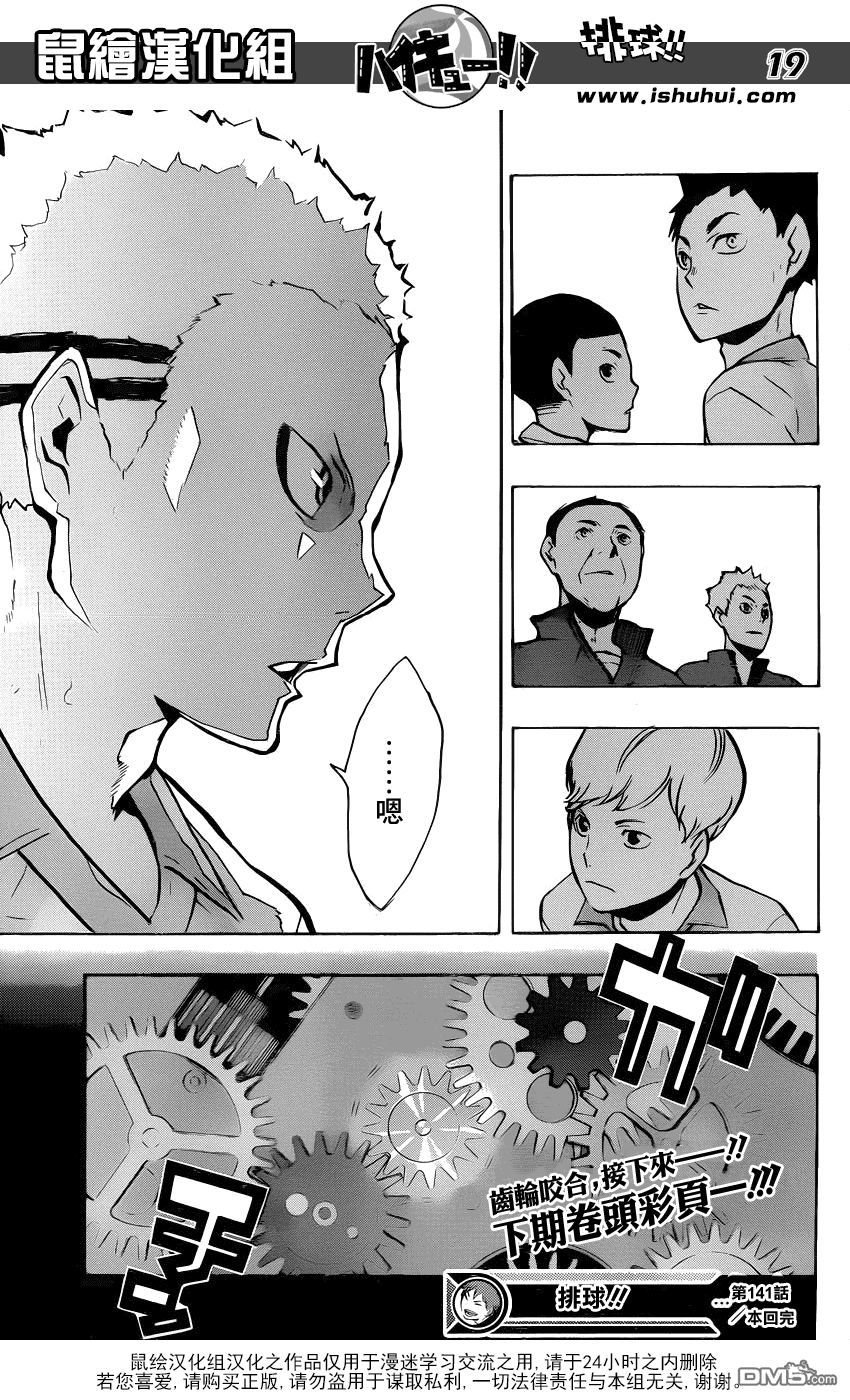 鼠繪漢化組
ハイキュー!!
排球!!
19
www.ishuhui.com
……嗯
ガ
チッ
齒輪咬合,接下來——!!
下期卷頭彩頁—!!!
排球!!
…第141話
／本回完
鼠绘汉化组汉化之作品仅用于漫迷学习交流之用, 请于24小时之内删除
若您喜爱, 请购买正版, 请勿盗用于谋取私利, 一切法律责任与本组无关, 谢谢。
DM5.com